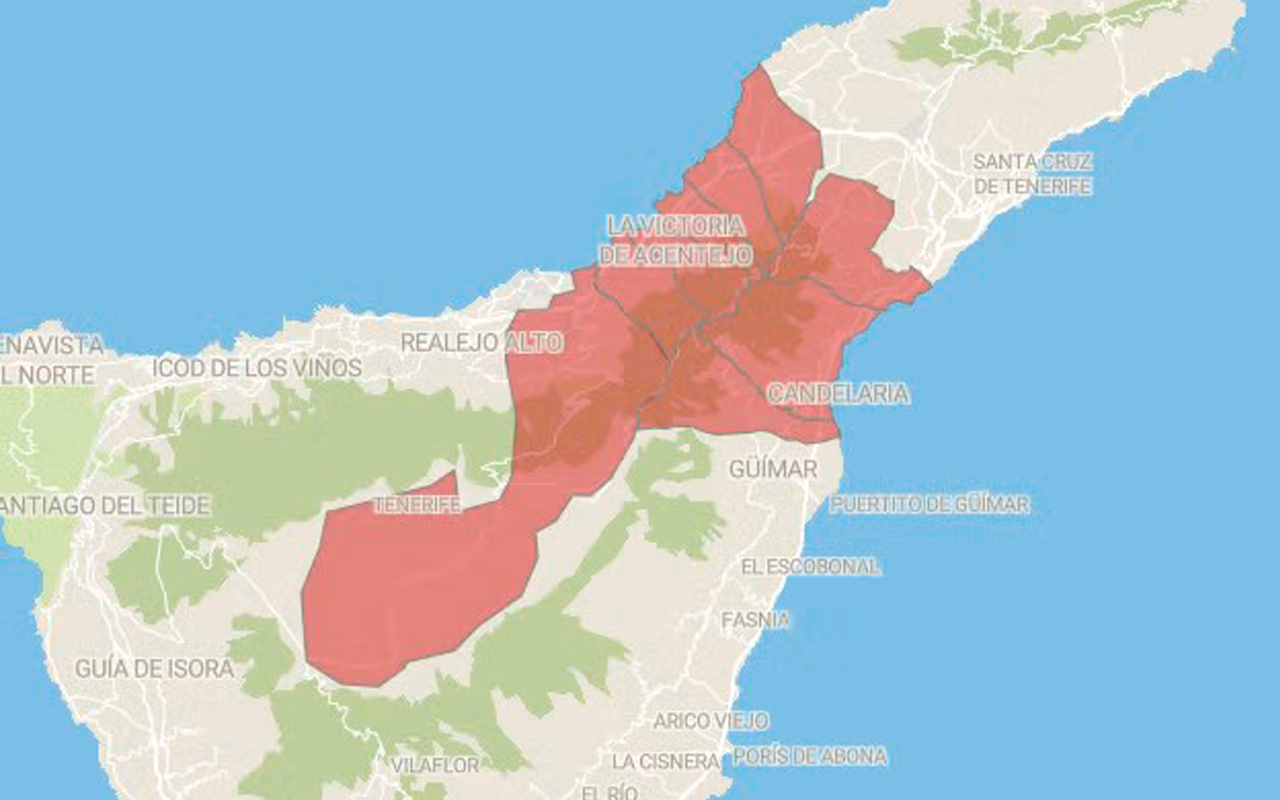 SANTA CRUZ
DE TENERIFE
LA VICTORIA
DE ACENTEJO
ENAVISTA
L NORTE
REALEJO ALTO
ICOD DE LOS VINOS
CANDELARIA
GÜÍMAR
ANTIAGO DEL TEIDE
TENERIFE
PUERTITO DE GÜÍMAR
EL ESCOBONAL
FASNIA
GUÍA DE ISORA
ARICO VIEJO
VILAFLOR
LA CISNERA
PORÍS DE ABONA
EL RÍO